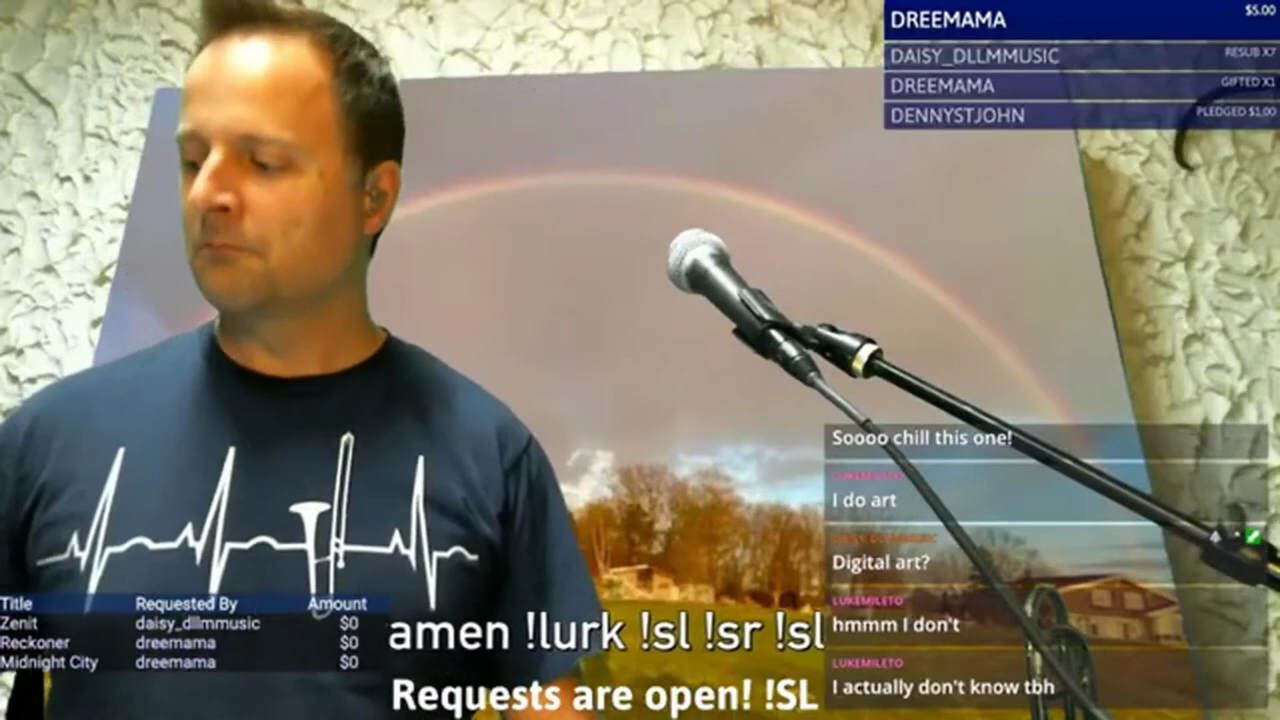 DREEMAMA $5.00
DAISY_DLLMMUSIC RESUB X7
DREEMAMA GIFTED X1
DENNYSTJOHN PLEDGED $1.00
Soooo chill this one!
LUKEMILETO
I do art
DAISY_DLLMMUSIC
Digital art?
LUKEMILETO
hmmm I don't
LUKEMILETO
I actually don't know tbh
Title Requested By Amount
Zenit daisy_dllmmusic $0
Reckoner dreemama $0
Midnight City dreemama $0
amen !lurk !sl !sr !sl
Requests are open! !SL